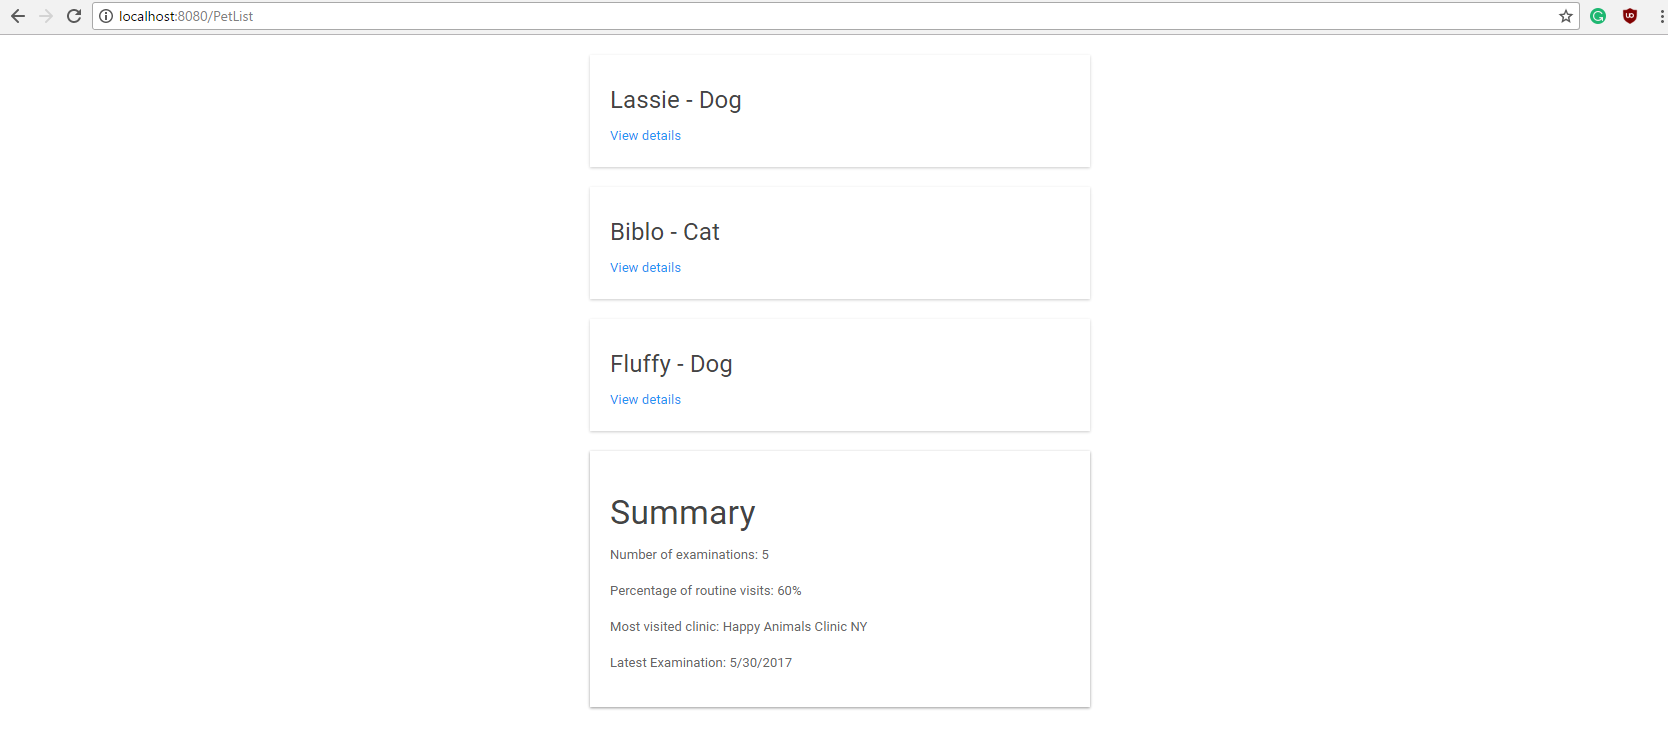 localhost:8080/PetList
Lassie - Dog
View details
Biblo - Cat
View details
Fluffy - Dog
View details
Summary
Number of examinations: 5
Percentage of routine visits: 60%
Most visited clinic: Happy Animals Clinic NY
Latest Examination: 5/30/2017